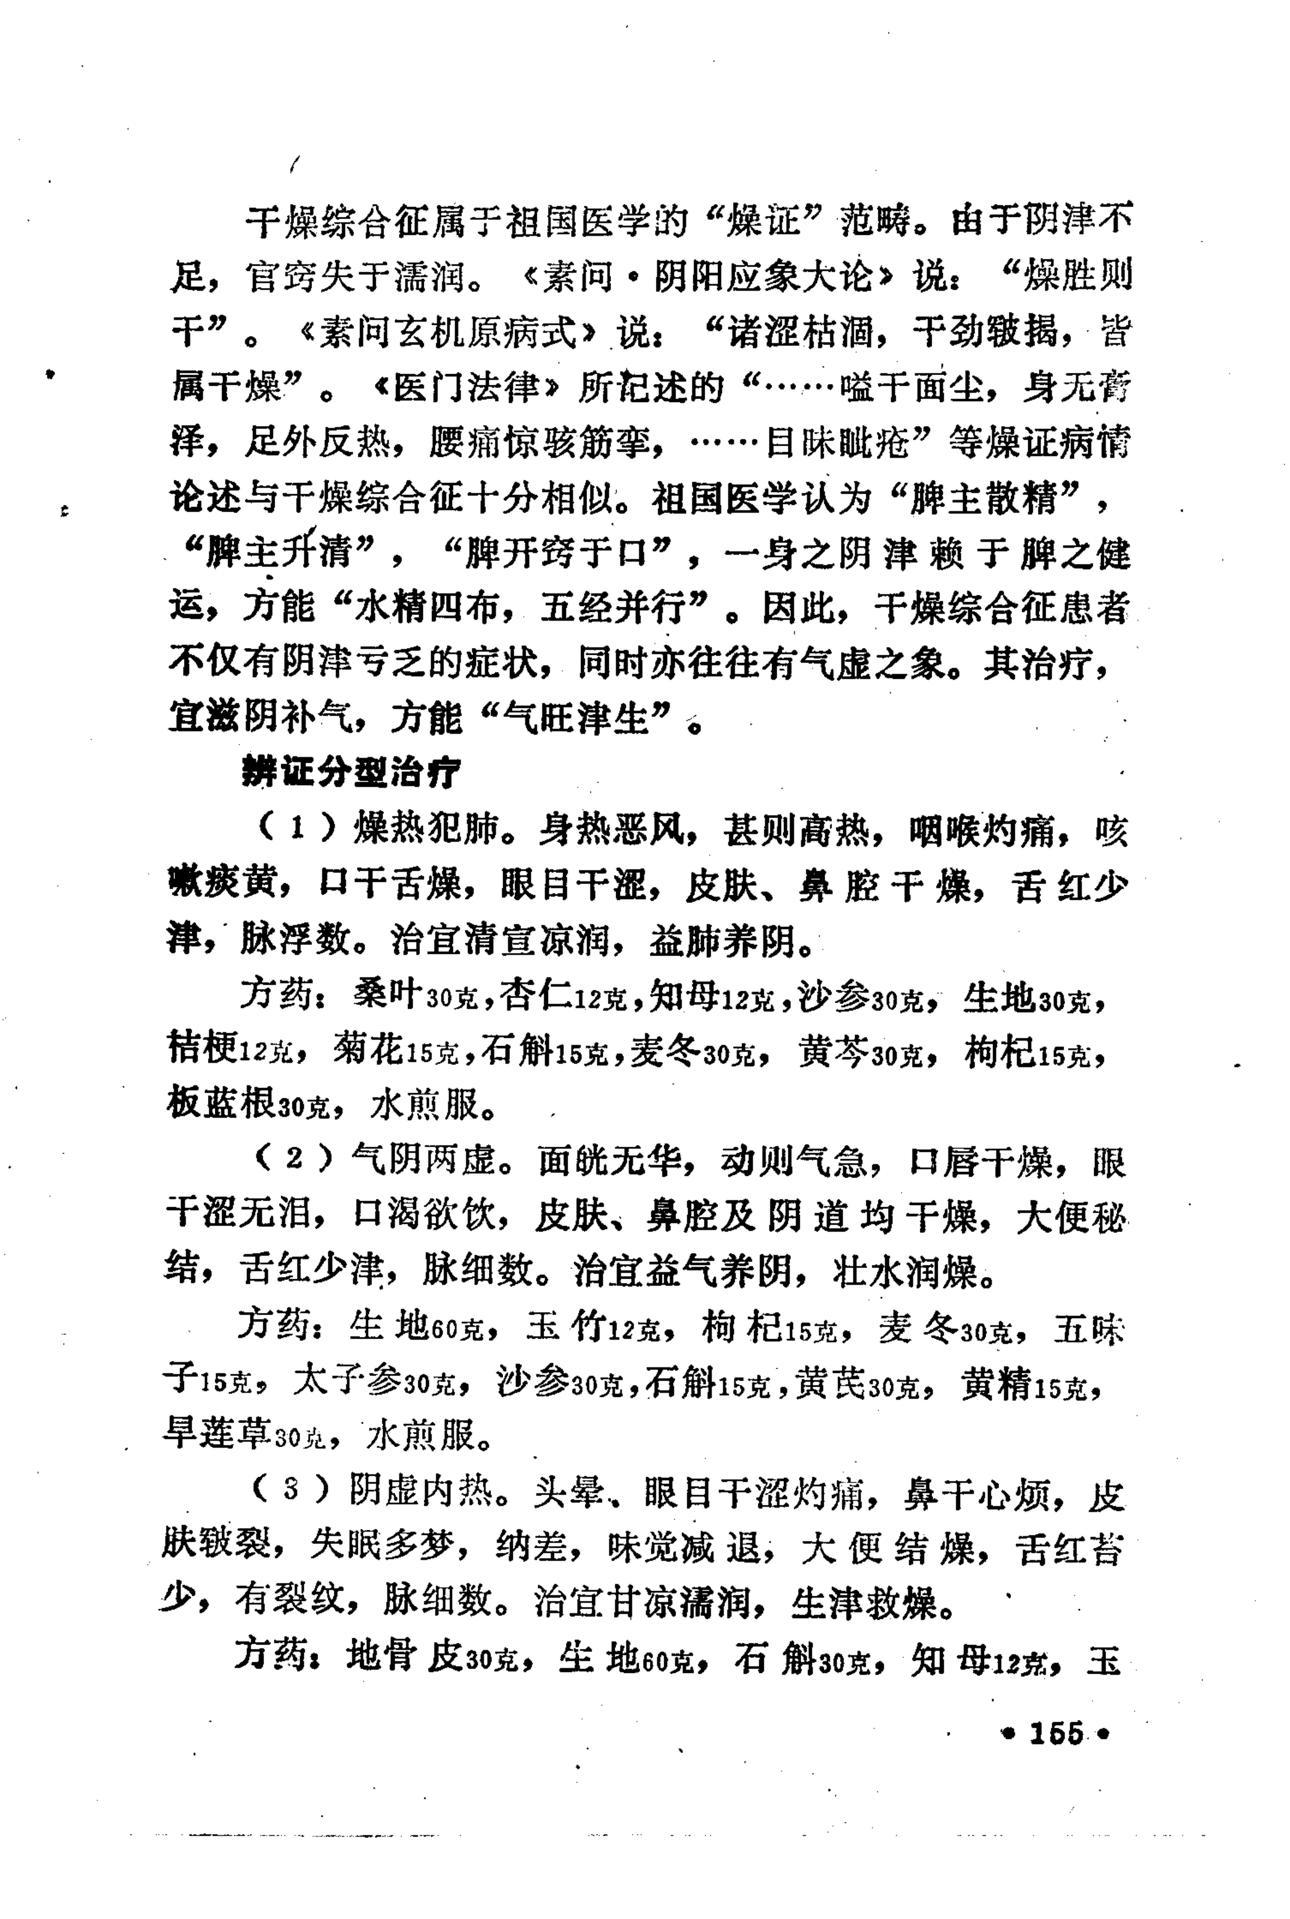 干燥综合征属于祖国医学的“燥证”范畴。由于阴津不
足，官窍失于濡润。《素问·阴阳应象大论》说：“燥胜则
干”。《素问玄机原病式》说：“诸涩枯涸，干劲皲揭，皆
属干燥”。《医门法律》所记述的“……嗌干面尘，身无膏
泽，足外反热，腰痛惊骇筋挛，……目眛眦疮”等燥证病情
论述与干燥综合征十分相似。祖国医学认为“脾主散精”，
“脾主升清”，“脾开窍于口”，一身之阴津赖于脾之健
运，方能“水精四布，五经并行”。因此，干燥综合征患者
不仅有阴津亏乏的症状，同时亦往往有气虚之象。其治疗，
宜滋阴补气，方能“气旺津生”。
辨证分型治疗
（1）燥热犯肺。身热恶风，甚则高热，咽喉灼痛，咳
嗽痰黄，口干舌燥，眼目干涩，皮肤、鼻腔干燥，舌红少
津，脉浮数。治宜清宣凉润，益肺养阴。
方药：桑叶30克，杏仁12克，知母12克，沙参30克，生地30克，
桔梗12克，菊花15克，石斛15克，麦冬30克，黄芩30克，枸杞15克，
板蓝根30克，水煎服。
（2）气阴两虚。面㿠无华，动则气急，口唇干燥，眼
干涩无泪，口渴欲饮，皮肤、鼻腔及阴道均干燥，大便秘
结，舌红少津，脉细数。治宜益气养阴，壮水润燥。
方药：生地60克，玉竹12克，枸杞15克，麦冬30克，五味
子15克，太子参30克，沙参30克，石斛15克，黄芪30克，黄精15克，
旱莲草30克，水煎服。
（3）阴虚内热。头晕、眼目干涩灼痛，鼻干心烦，皮
肤皲裂，失眠多梦，纳差，味觉减退，大便结燥，舌红苔
少，有裂纹，脉细数。治宜甘凉濡润，生津救燥。
方药：地骨皮30克，生地60克，石斛30克，知母12克，玉
•155•